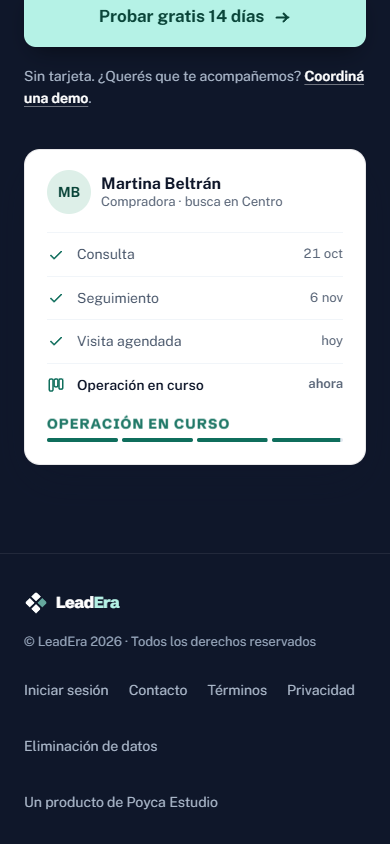 Probar gratis 14 días →
Sin tarjeta. ¿Querés que te acompañemos? Coordiná
una demo.
MB
Martina Beltrán
Compradora · busca en Centro
Consulta 21 oct
Seguimiento 6 nov
Visita agendada hoy
Operación en curso ahora
OPERACIÓN EN CURSO
LeadEra
© LeadEra 2026 · Todos los derechos reservados
Iniciar sesión Contacto Términos Privacidad
Eliminación de datos
Un producto de Poyca Estudio